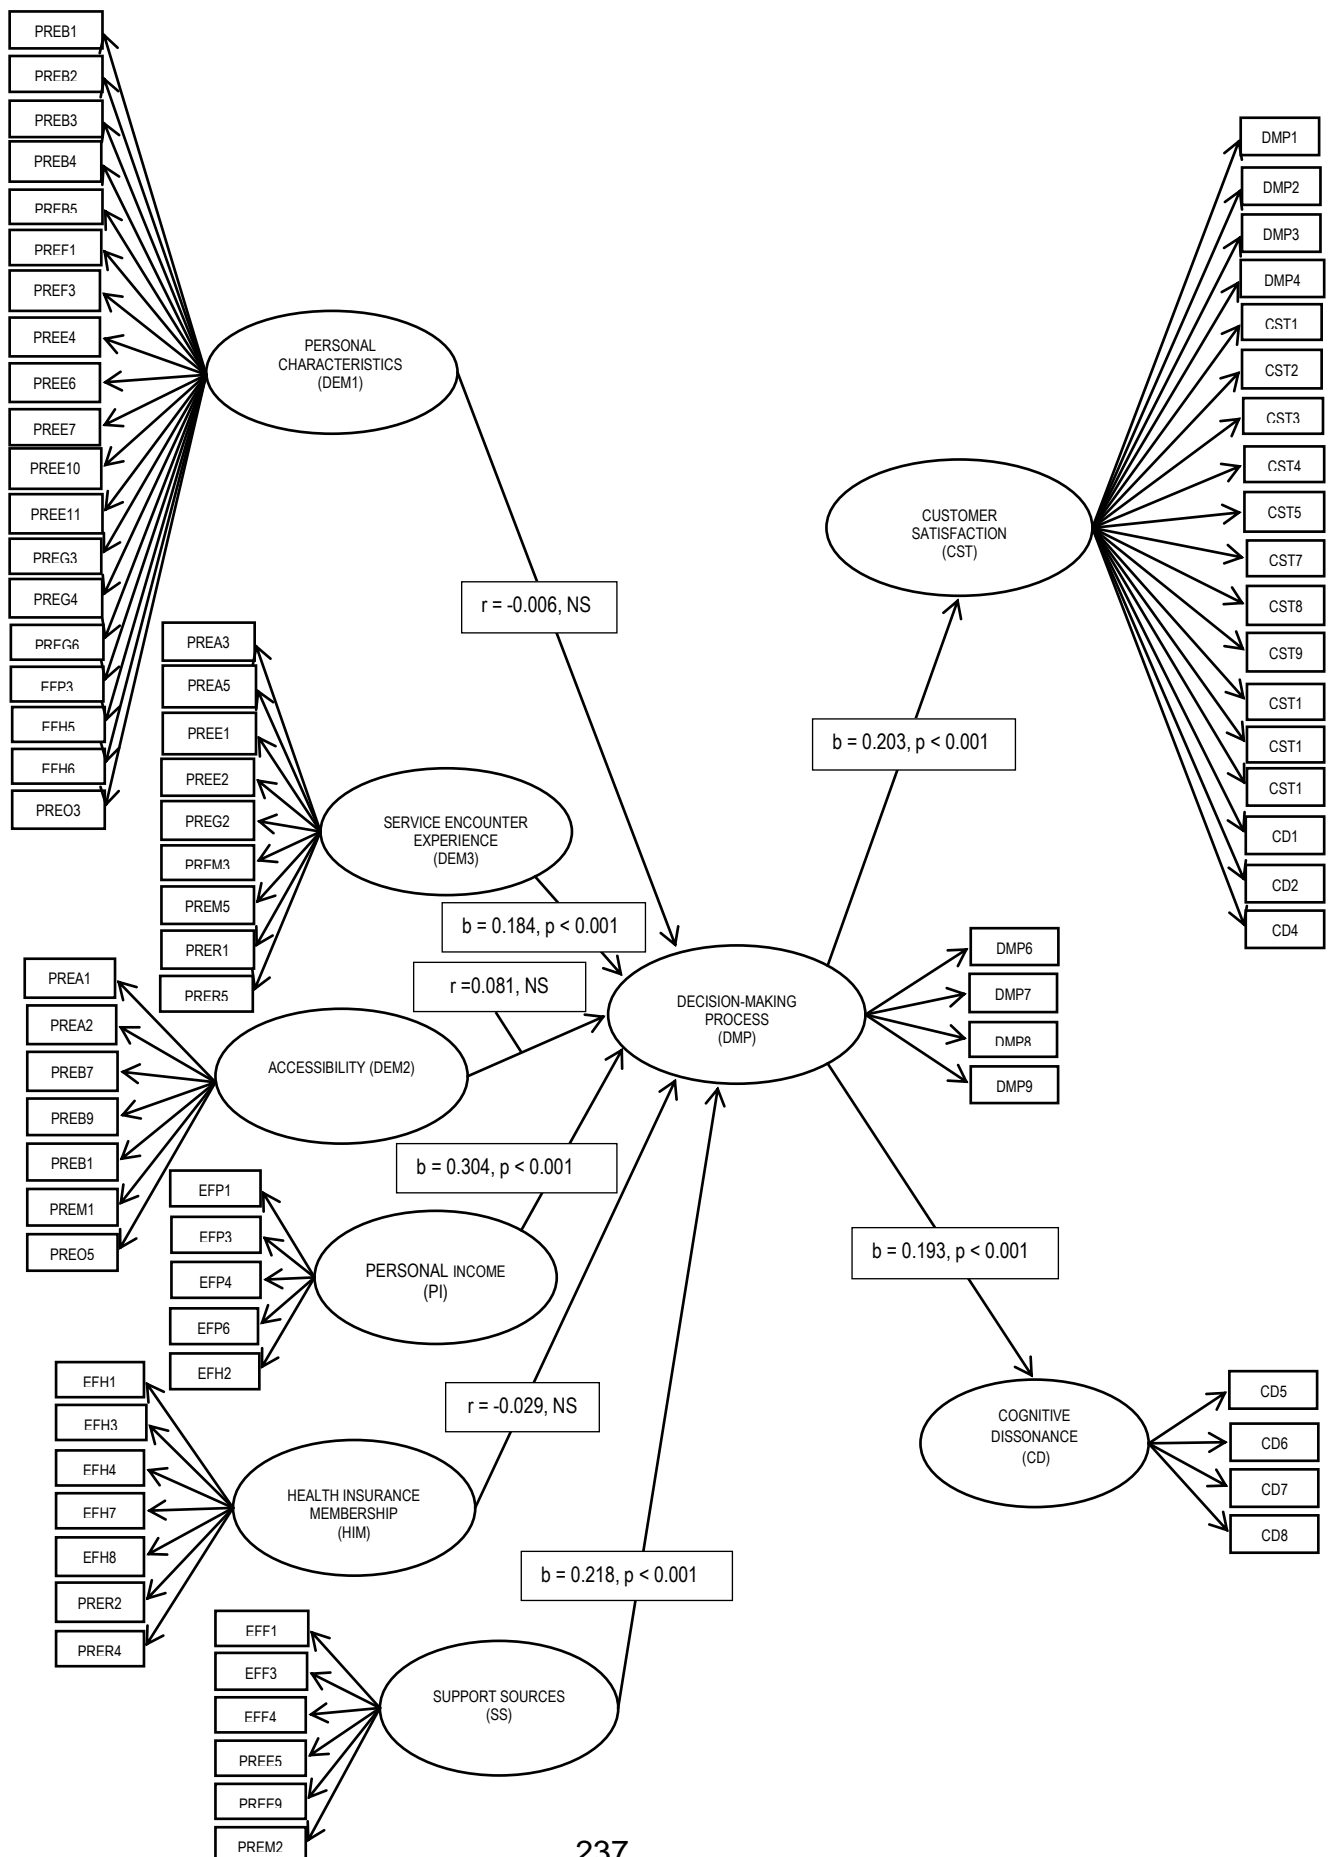 PREB1
PREB2
PREB3
PREB4
PREB5
PREF1
PREF3
PREE4
PREE6
PREE7
PREE10
PREE11
PREG3
PREG4
PREG6
EFP3
EFH5
EFH6
PREO3
PERSONAL
CHARACTERISTICS
(DEM1)
r = -0.006, NS
PREA3
PREA5
PREE1
PREE2
PREG2
PREM3
PREM5
PRER1
PRER5
SERVICE ENCOUNTER
EXPERIENCE
(DEM3)
b = 0.184, p < 0.001
r =0.081, NS
PREA1
PREA2
PREB7
PREB9
PREB1
PREM1
PREO5
ACCESSIBILITY (DEM2)
b = 0.304, p < 0.001
EFP1
EFP3
EFP4
EFP6
EFH2
PERSONAL INCOME
(PI)
r = -0.029, NS
EFH1
EFH3
EFH4
EFH7
EFH8
PRER2
PRER4
HEALTH INSURANCE
MEMBERSHIP
(HIM)
b = 0.218, p < 0.001
EFF1
EFF3
EFF4
PREE5
PREE9
PREM2
SUPPORT SOURCES
(SS)
DECISION-MAKING
PROCESS
(DMP)
DMP6
DMP7
DMP8
DMP9
b = 0.203, p < 0.001
CUSTOMER
SATISFACTION
(CST)
DMP1
DMP2
DMP3
DMP4
CST1
CST2
CST3
CST4
CST5
CST7
CST8
CST9
CST1
CST1
CST1
CD1
CD2
CD4
b = 0.193, p < 0.001
COGNITIVE
DISSONANCE
(CD)
CD5
CD6
CD7
CD8
237